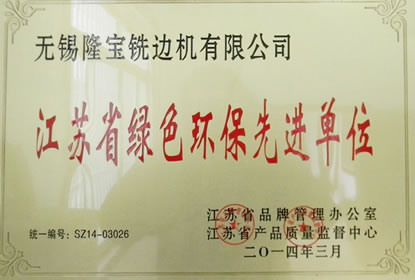 无锡隆宝铣边机有限公司
江苏省绿色环保先进单位
江苏省品牌管理办公室
统一编号：SZ14-03026 江苏省产品质量监督中心
二〇一四年三月